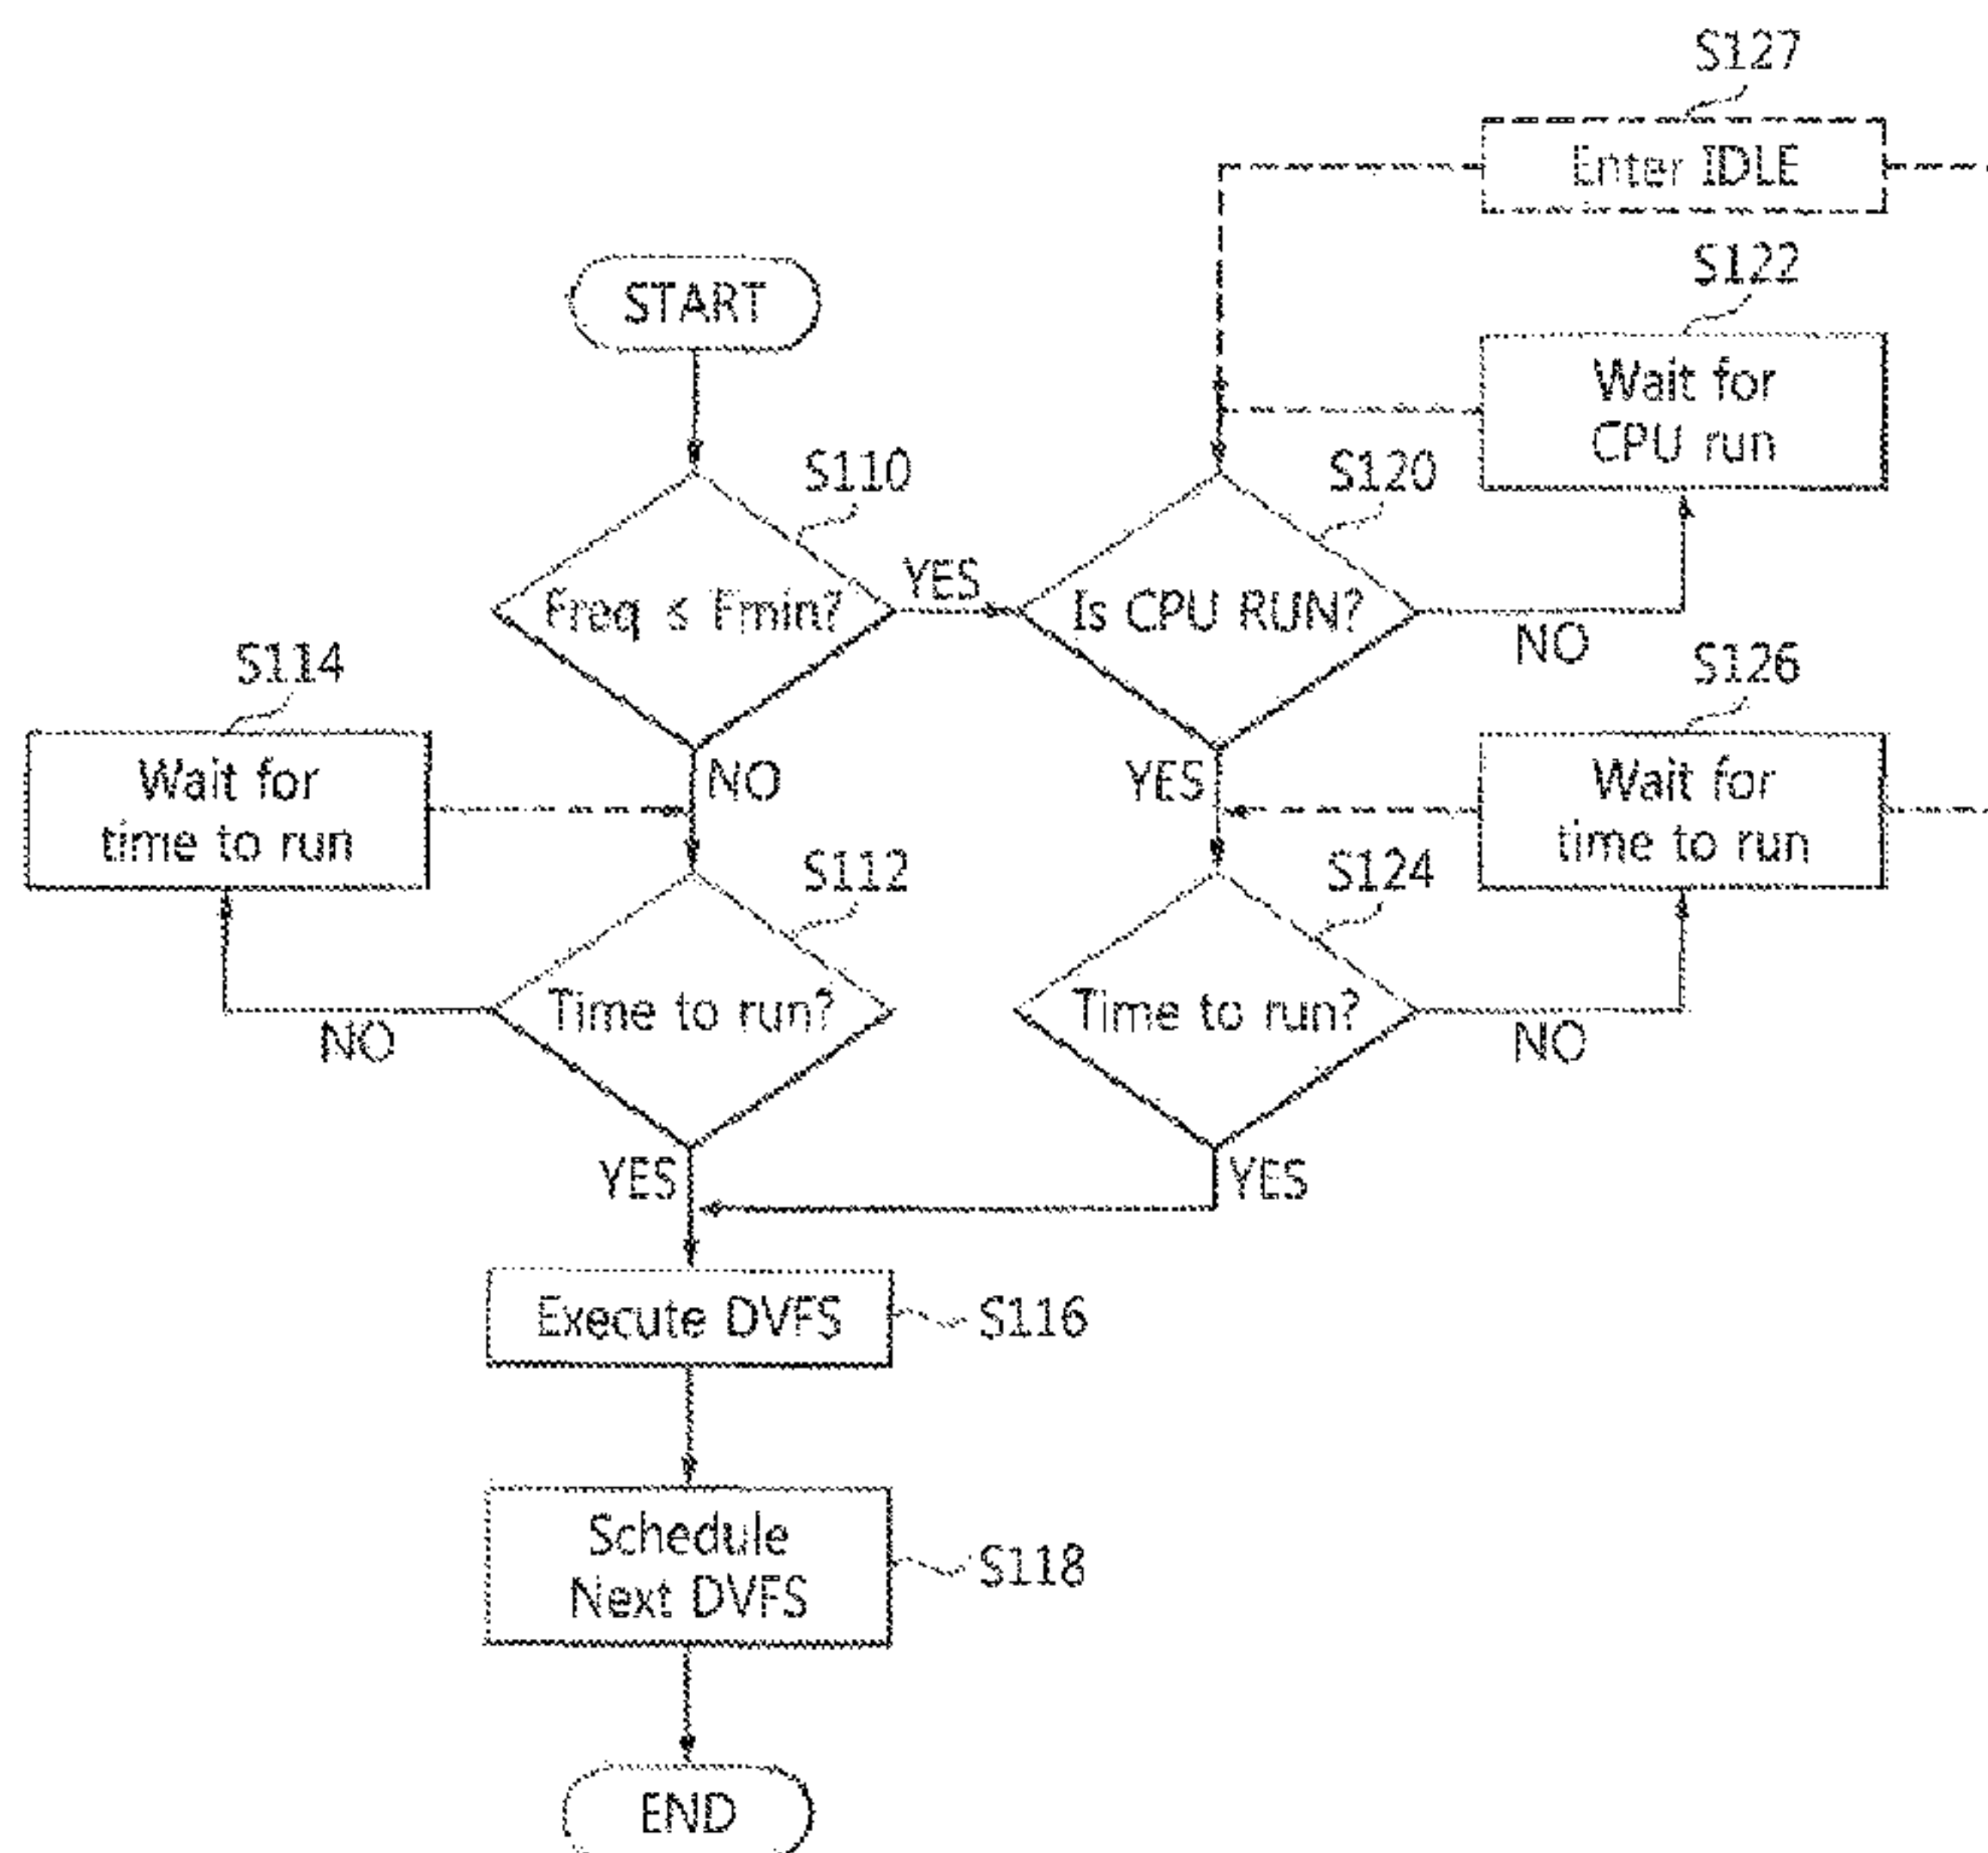 S127
Enter IDLE
S122
START
Wait for
CPU run
S110
S120
Freq ≤ Fmin?
YES
Is CPU RUN?
NO
S114
S126
Wait for
time to run
NO
YES
Wait for
time to run
S112
S124
Time to run?
NO
Time to run?
NO
YES
YES
Execute DVFS
S116
Schedule
Next DVFS
S118
END